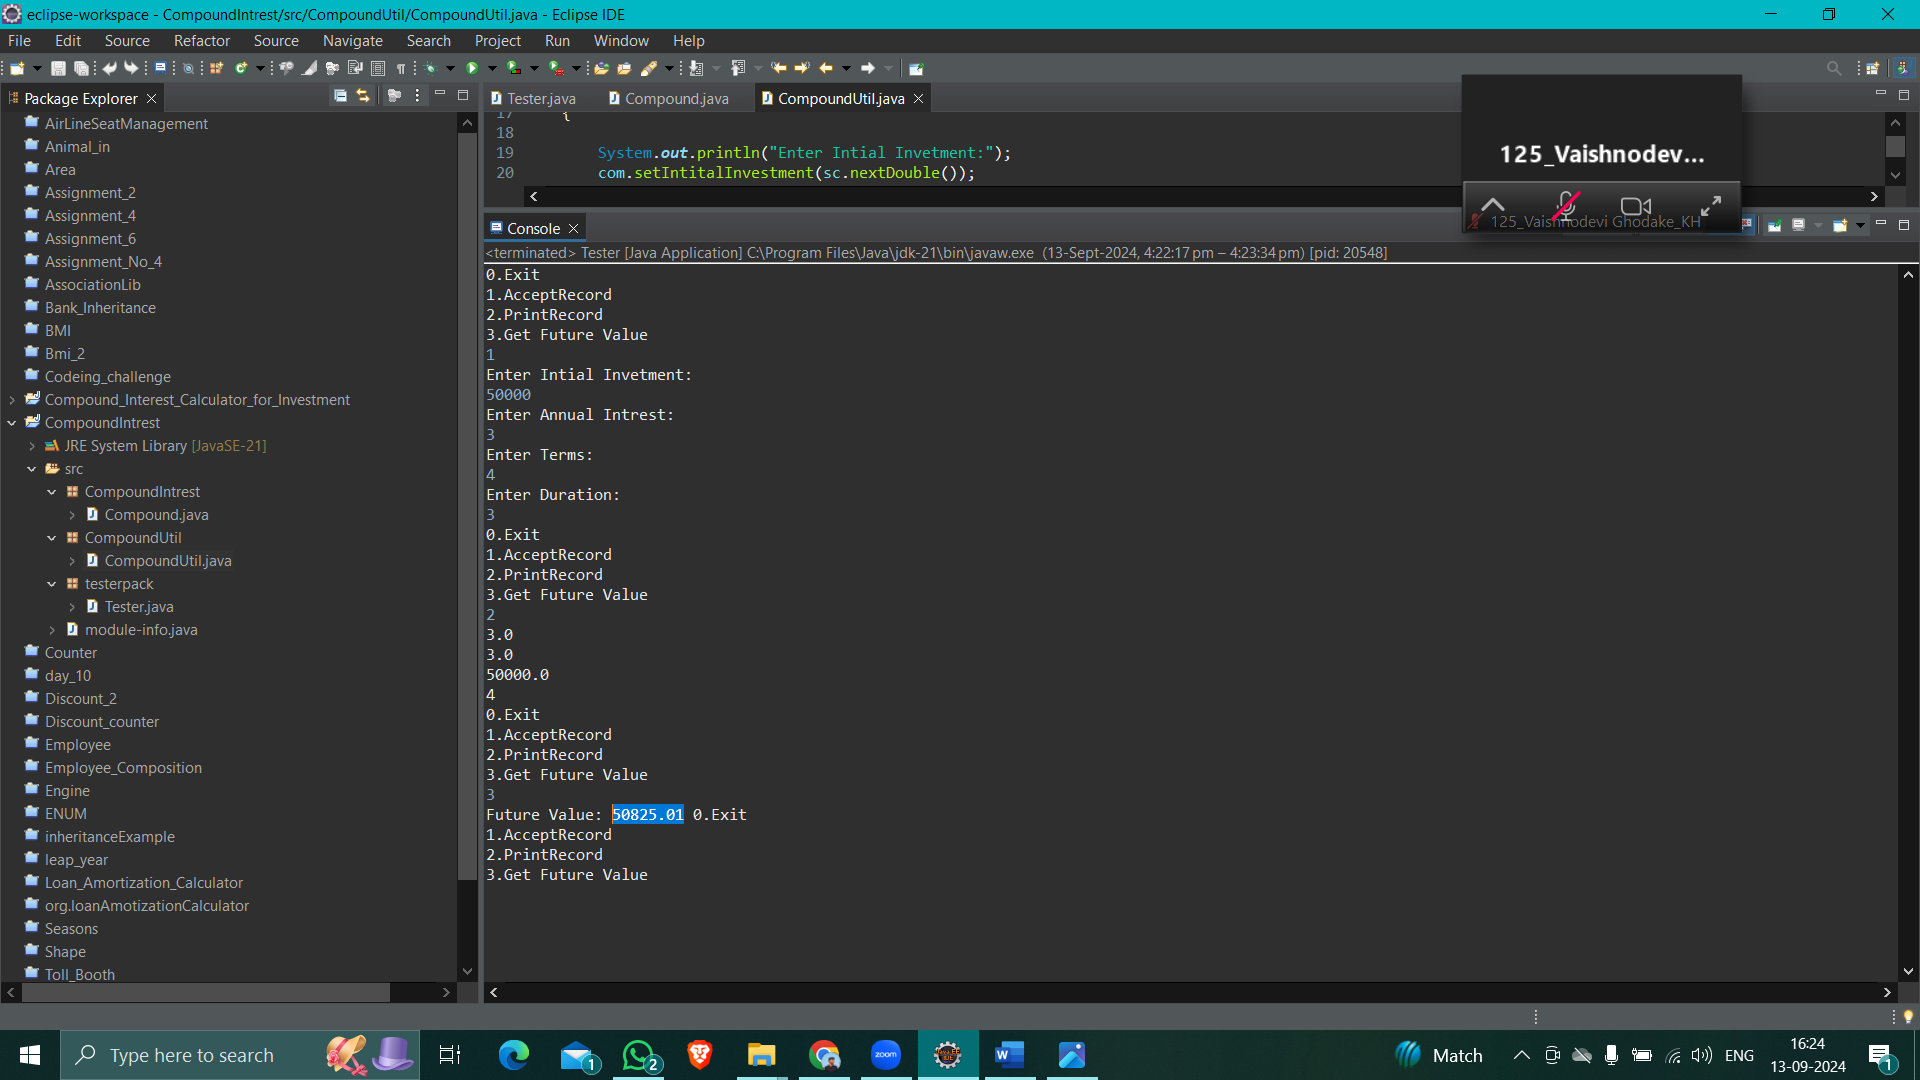 eclipse-workspace - CompoundIntrest/src/CompoundUtil/CompoundUtil.java - Eclipse IDE
File Edit Source Refactor Source Navigate Search Project Run Window Help
Package Explorer
AirLineSeatManagement
Animal_in
Area
Assignment_2
Assignment_4
Assignment_6
Assignment_No_4
AssociationLib
Bank_Inheritance
BMI
Bmi_2
Codeing_challenge
Compound_Interest_Calculator_for_Investment
CompoundIntrest
JRE System Library [JavaSE-21]
src
CompoundIntrest
Compound.java
CompoundUtil
CompoundUtil.java
testerpack
Tester.java
module-info.java
Counter
day_10
Discount_2
Discount_counter
Employee
Employee_Composition
Engine
ENUM
inheritanceExample
leap_year
Loan_Amortization_Calculator
org.loanAmotizationCalculator
Seasons
Shape
Toll_Booth
Tester.java Compound.java CompoundUtil.java
17 {
18
19 System.out.println("Enter Intial Invetment:");
20 com.setIntitalInvestment(sc.nextDouble());
125_Vaishnodev...
125_Vaishnodevi Ghodake_KH
Console
<terminated> Tester [Java Application] C:\Program Files\Java\jdk-21\bin\javaw.exe (13-Sept-2024, 4:22:17 pm – 4:23:34 pm) [pid: 20548]
0.Exit
1.AcceptRecord
2.PrintRecord
3.Get Future Value
1
Enter Intial Invetment:
50000
Enter Annual Intrest:
3
Enter Terms:
4
Enter Duration:
3
0.Exit
1.AcceptRecord
2.PrintRecord
3.Get Future Value
2
3.0
3.0
50000.0
4
0.Exit
1.AcceptRecord
2.PrintRecord
3.Get Future Value
3
Future Value: 50825.01 0.Exit
1.AcceptRecord
2.PrintRecord
3.Get Future Value
Type here to search
1
2
zoom
Match
ENG
16:24
13-09-2024
1